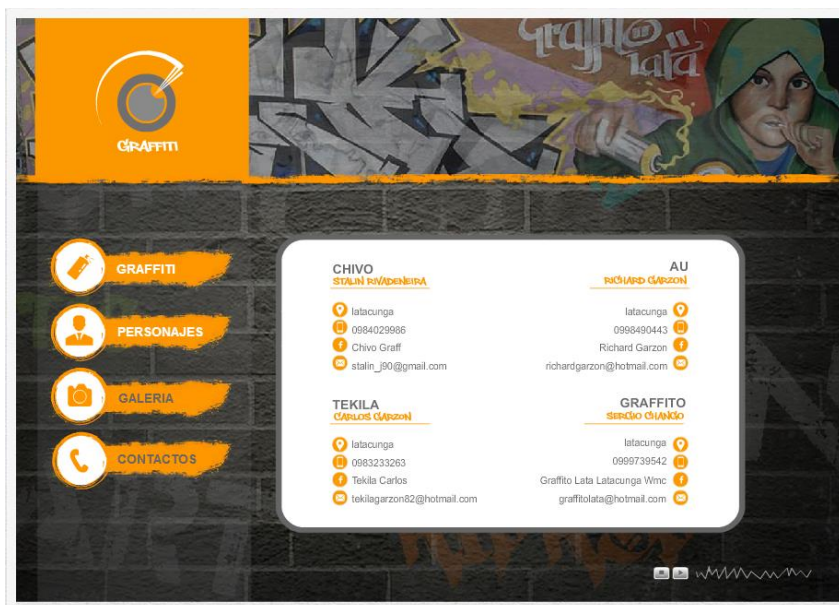 Graffito
lata
GRAFFITI
GRAFFITI
PERSONAJES
GALERIA
CONTACTOS
CHIVO
STALIN RIVADENEIRA
latacunga
0984029986
Chivo Graff
stalin_j90@gmail.com
AU
RICHARD GARZON
latacunga
0998490443
Richard Garzon
richardgarzon@hotmail.com
TEKILA
CARLOS GARZON
latacunga
0983233263
Tekila Carlos
tekilagarzon82@hotmail.com
GRAFFITO
SERGIO CHANGO
latacunga
0999739542
Graffito Lata Latacunga Wmc
graffitolata@hotmail.com